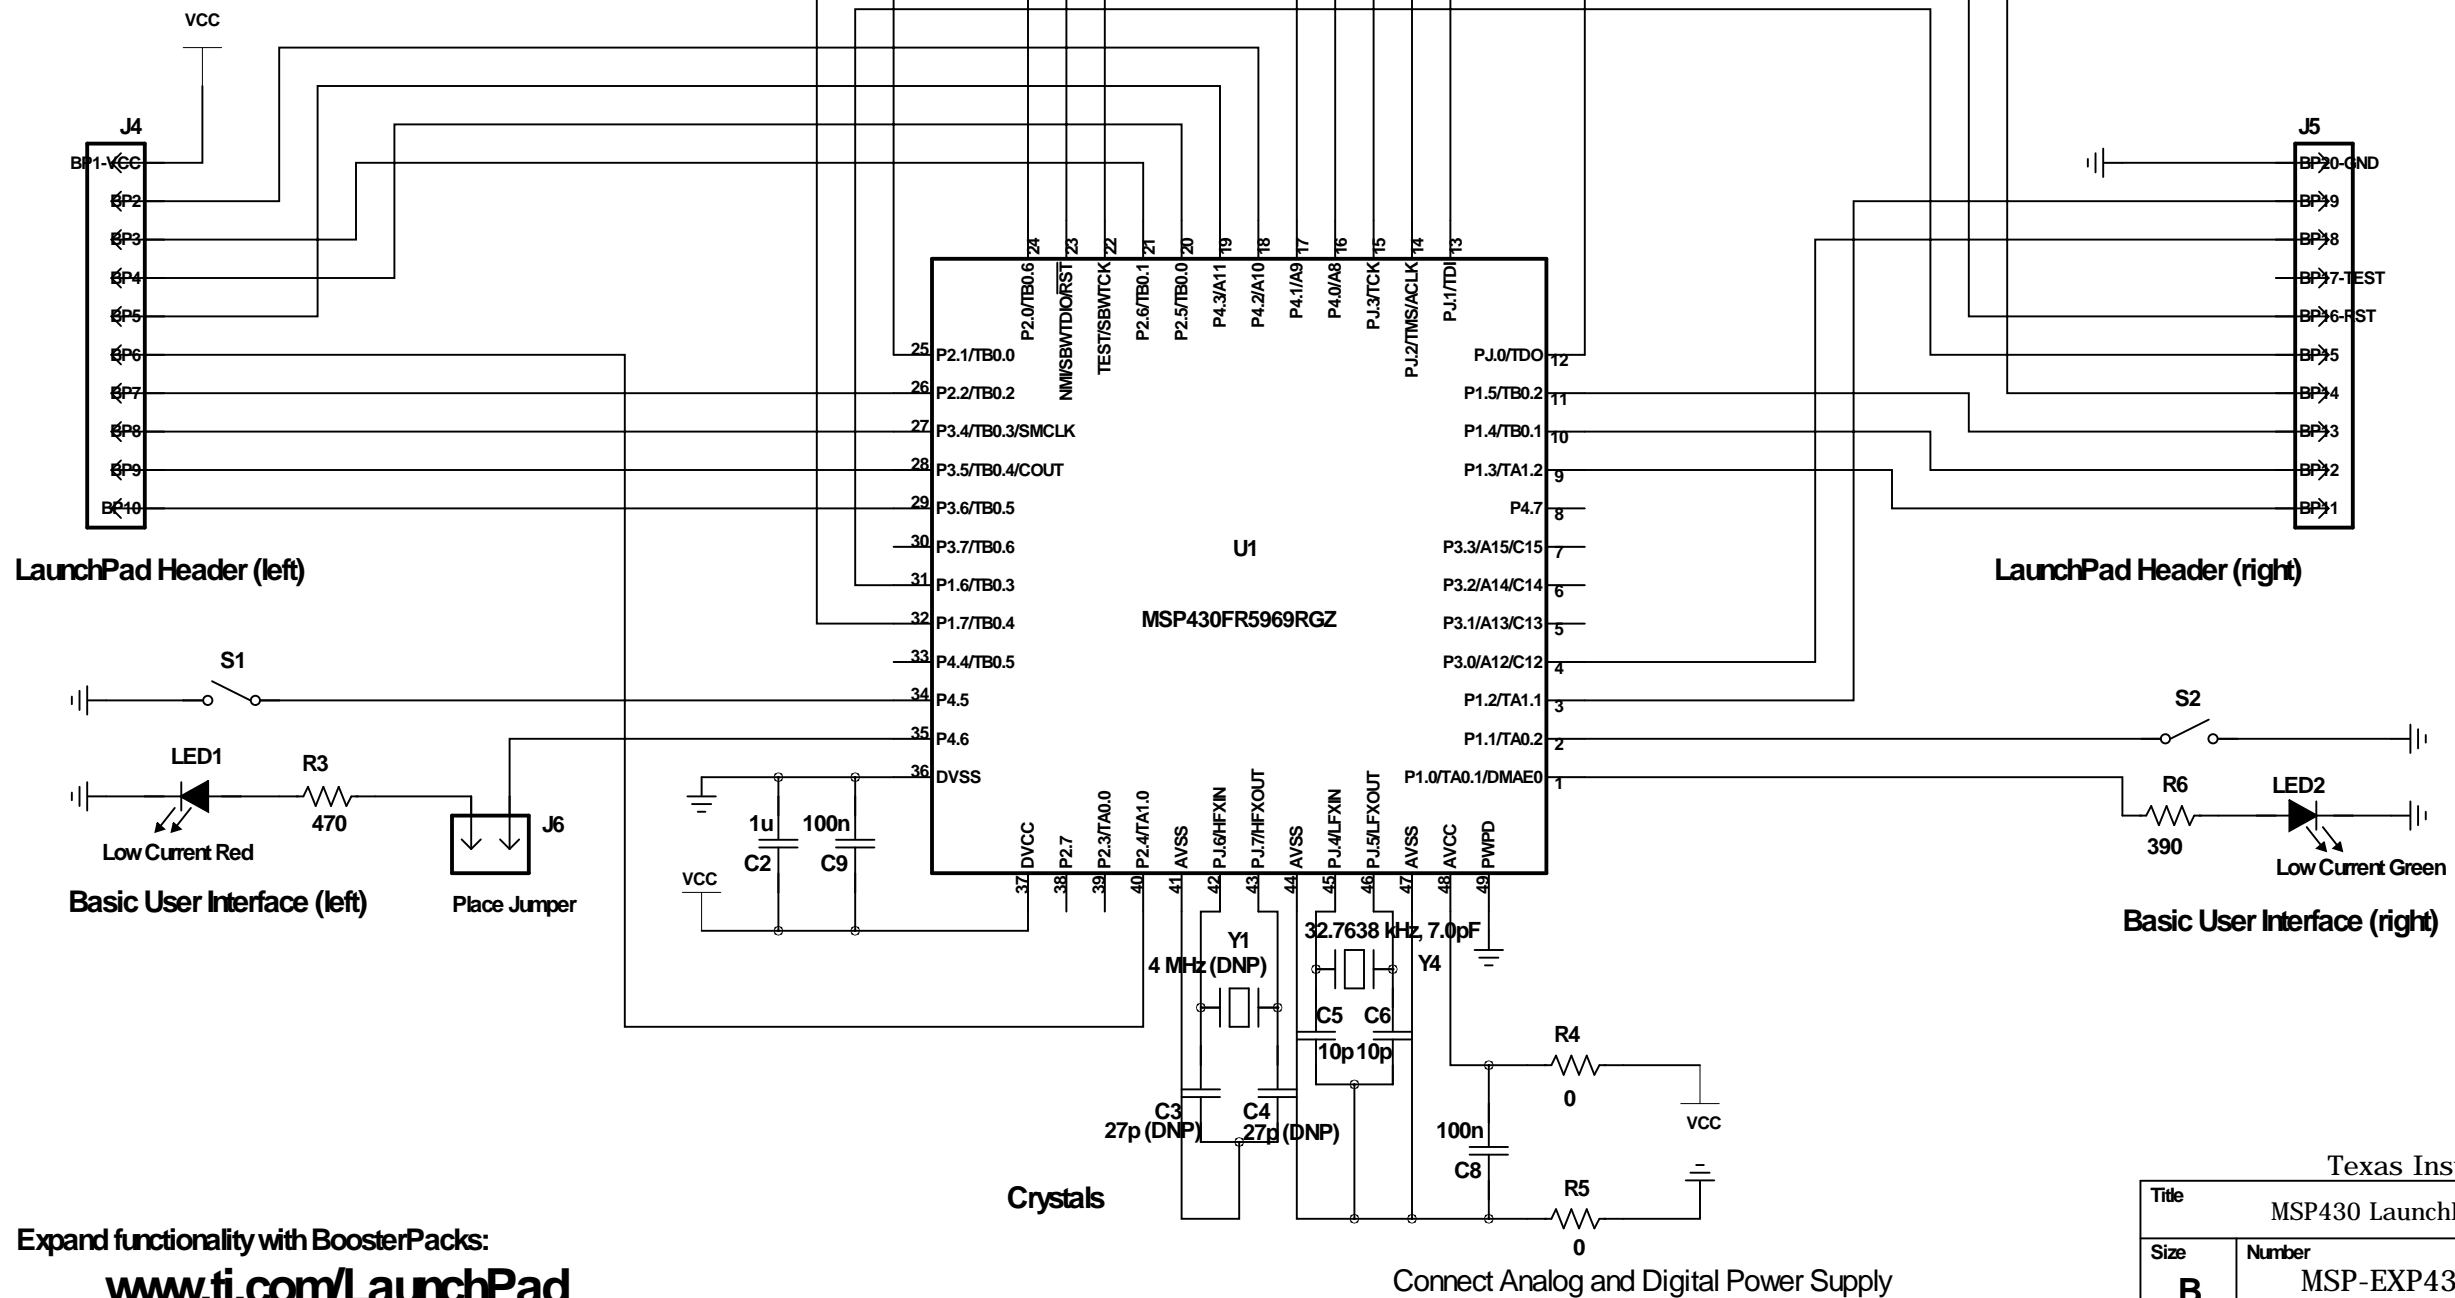 VCC
J4
BP1-VCC
BP2
BP3
BP4
BP5
BP6
BP7
BP8
BP9
BP10
LaunchPad Header (left)
J5
BP20-GND
BP19
BP18
BP17-TEST
BP16-RST
BP15
BP14
BP13
BP12
BP11
LaunchPad Header (right)
24 P2.0/TB0.6
23 NMI/SBWTDIO/RST
22 TEST/SBWTCK
21 P2.6/TB0.1
20 P2.5/TB0.0
19 P4.3/A11
18 P4.2/A10
17 P4.1/A9
16 P4.0/A8
15 PJ.3/TCK
14 PJ.2/TMS/ACLK
13 PJ.1/TDI
25 P2.1/TB0.0
26 P2.2/TB0.2
27 P3.4/TB0.3/SMCLK
28 P3.5/TB0.4/COUT
29 P3.6/TB0.5
30 P3.7/TB0.6
31 P1.6/TB0.3
32 P1.7/TB0.4
33 P4.4/TB0.5
34 P4.5
35 P4.6
36 DVSS
U1
MSP430FR5969RGZ
PJ.0/TDO 12
P1.5/TB0.2 11
P1.4/TB0.1 10
P1.3/TA1.2 9
P4.7 8
P3.3/A15/C15 7
P3.2/A14/C14 6
P3.1/A13/C13 5
P3.0/A12/C12 4
P1.2/TA1.1 3
P1.1/TA0.2 2
P1.0/TA0.1/DMAE0 1
37 DVCC
38 P2.7
39 P2.3/TA0.0
40 P2.4/TA1.0
41 AVSS
42 PJ.6/HFXIN
43 PJ.7/HFXOUT
44 AVSS
45 PJ.4/LFXIN
46 PJ.5/LFXOUT
47 AVSS
48 AVCC
49 PWPD
S1
LED1
R3
470
Low Current Red
J6
Basic User Interface (left)
Place Jumper
1u
C2
100n
C9
VCC
S2
R6
390
LED2
Low Current Green
Basic User Interface (right)
Y1
4 MHz (DNP)
32.7638 kHz, 7.0pF
Y4
C5
10p
C6
10p
C3
27p (DNP)
C4
27p (DNP)
Crystals
R4
0
VCC
100n
C8
R5
0
Connect Analog and Digital Power Supply
Expand functionality with BoosterPacks:
www.ti.com/LaunchPad
Texas Ins
Title
MSP430 Launch
Size
B
Number
MSP-EXP43